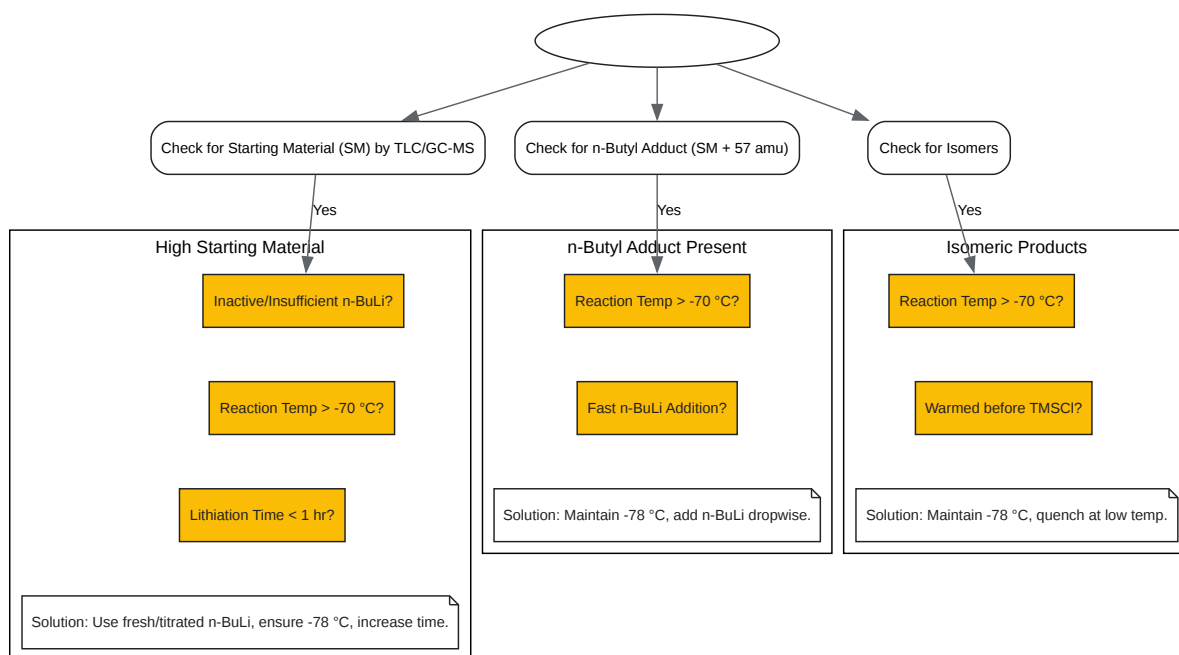 Check for Starting Material (SM) by TLC/GC-MS
Check for n-Butyl Adduct (SM + 57 amu)
Check for Isomers
Yes
Yes
Yes
High Starting Material
Inactive/Insufficient n-BuLi?
Reaction Temp > -70 °C?
Lithiation Time < 1 hr?
Solution: Use fresh/titrated n-BuLi, ensure -78 °C, increase time.
n-Butyl Adduct Present
Reaction Temp > -70 °C?
Fast n-BuLi Addition?
Solution: Maintain -78 °C, add n-BuLi dropwise.
Isomeric Products
Reaction Temp > -70 °C?
Warmed before TMSCl?
Solution: Maintain -78 °C, quench at low temp.